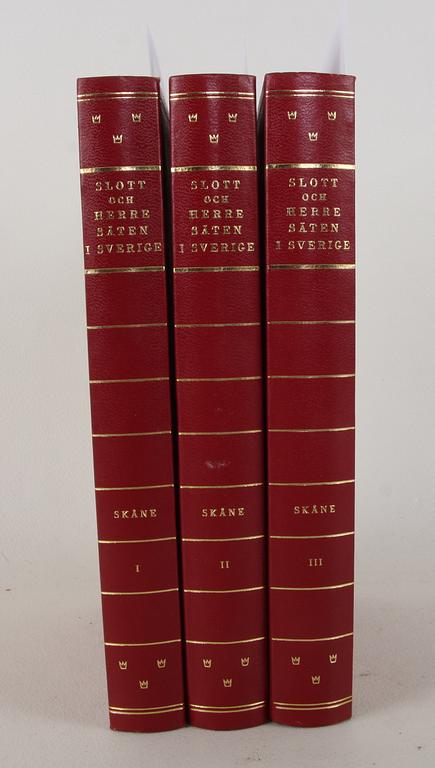 SLOTT
OCH
HERRE
SÄTEN
I SVERIGE
SKÅNE
I
SLOTT
OCH
HERRE
SÄTEN
I SVERIGE
SKÅNE
II
SLOTT
OCH
HERRE
SÄTEN
I SVERIGE
SKÅNE
III